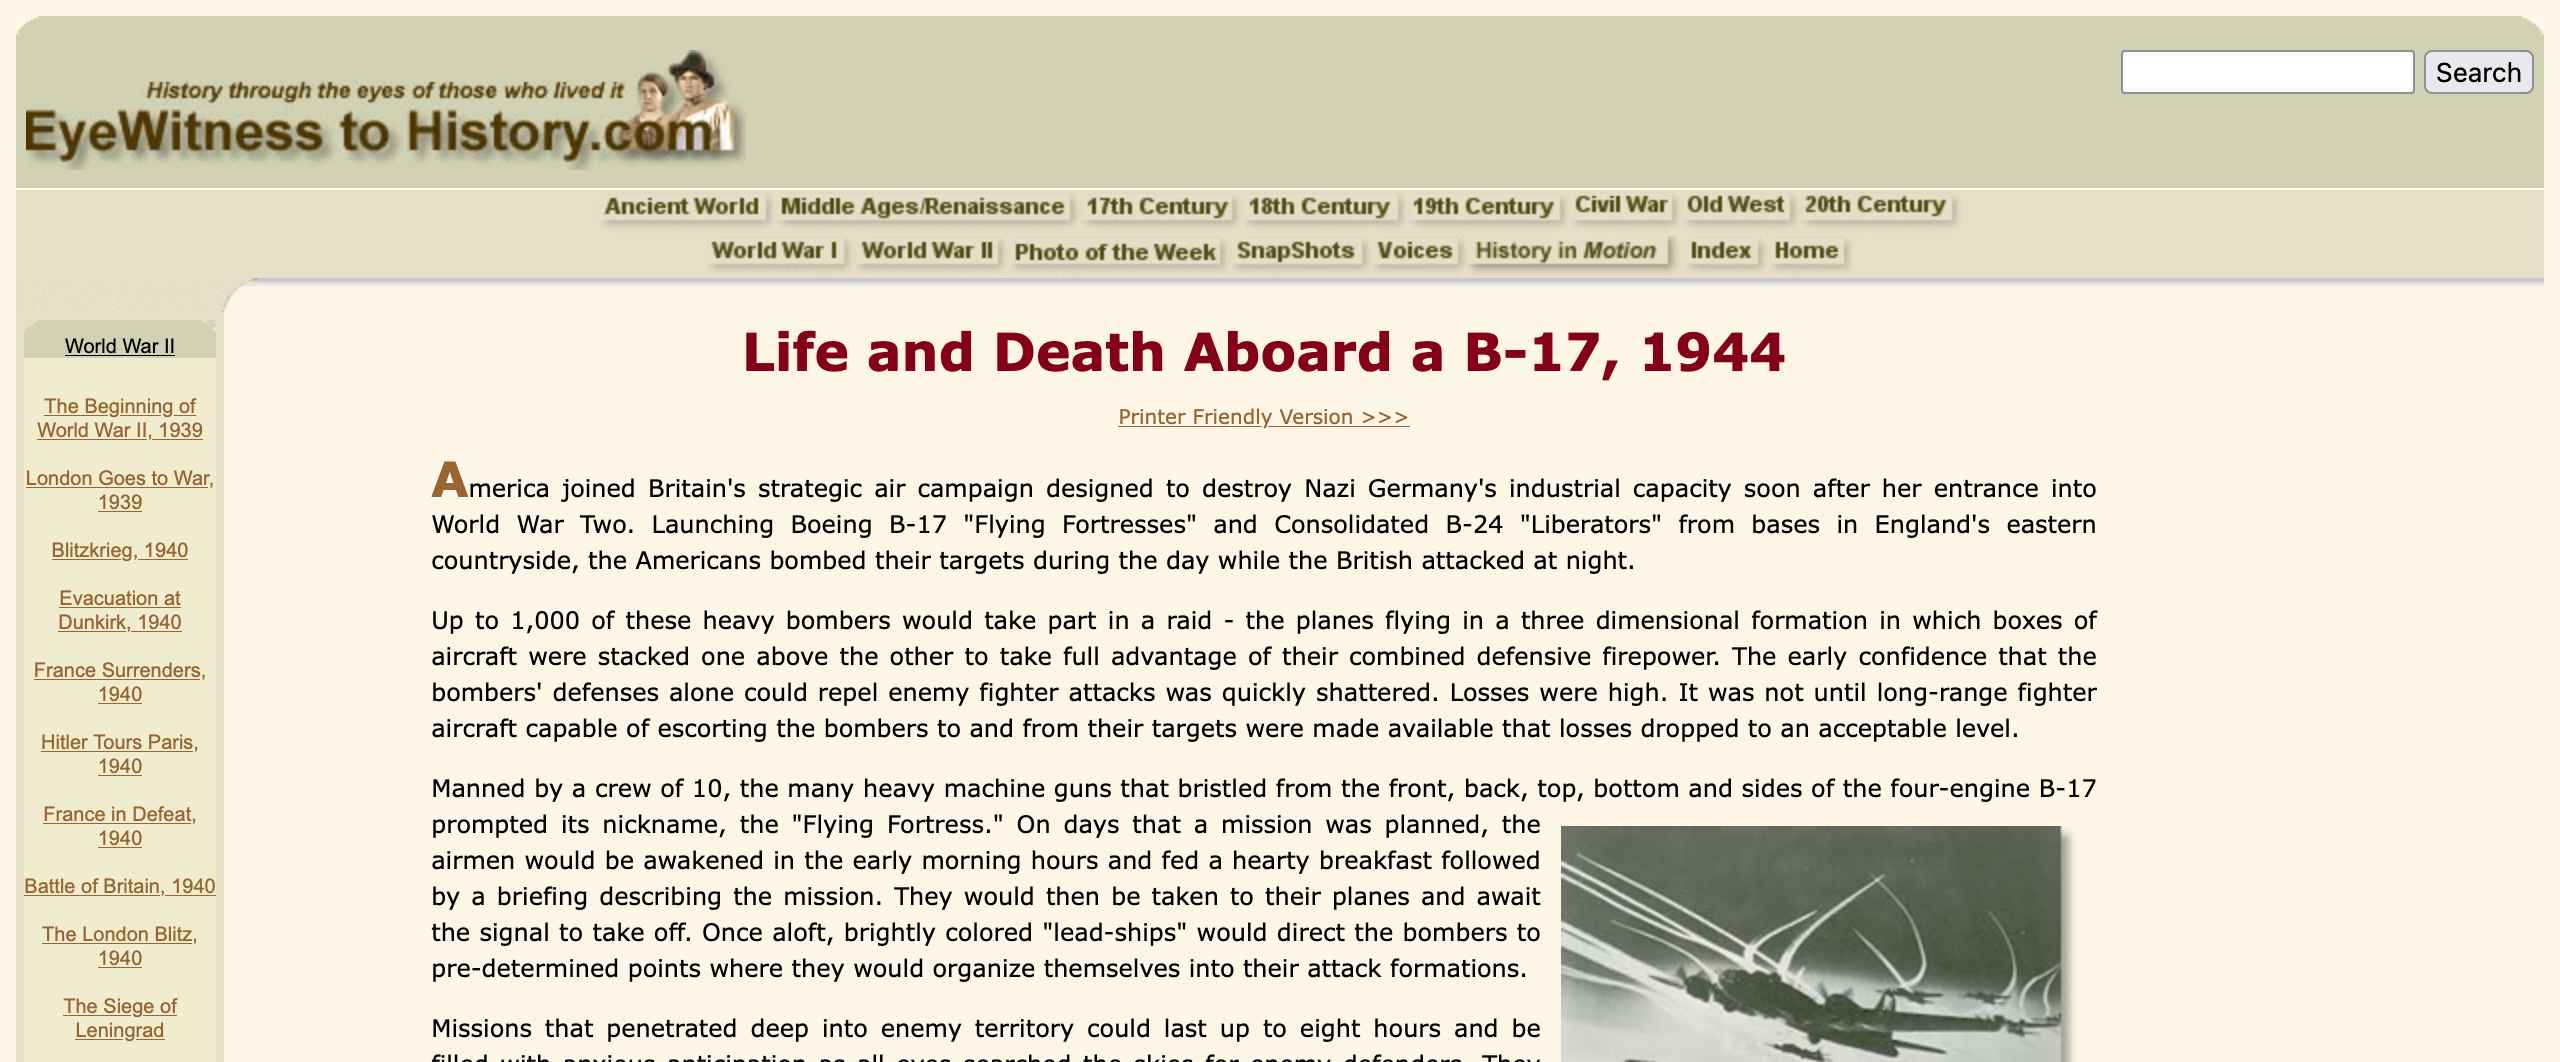 History through the eyes of those who lived it
EyeWitness to History.com
Search
Ancient World Middle Ages/Renaissance 17th Century 18th Century 19th Century Civil War Old West 20th Century
World War I World War II Photo of the Week SnapShots Voices History in Motion Index Home
World War II
The Beginning of
World War II, 1939
London Goes to War,
1939
Blitzkrieg, 1940
Evacuation at
Dunkirk, 1940
France Surrenders,
1940
Hitler Tours Paris,
1940
France in Defeat,
1940
Battle of Britain, 1940
The London Blitz,
1940
The Siege of
Leningrad
Life and Death Aboard a B-17, 1944
Printer Friendly Version >>>
America joined Britain's strategic air campaign designed to destroy Nazi Germany's industrial capacity soon after her entrance into
World War Two. Launching Boeing B-17 "Flying Fortresses" and Consolidated B-24 "Liberators" from bases in England's eastern
countryside, the Americans bombed their targets during the day while the British attacked at night.
Up to 1,000 of these heavy bombers would take part in a raid - the planes flying in a three dimensional formation in which boxes of
aircraft were stacked one above the other to take full advantage of their combined defensive firepower. The early confidence that the
bombers' defenses alone could repel enemy fighter attacks was quickly shattered. Losses were high. It was not until long-range fighter
aircraft capable of escorting the bombers to and from their targets were made available that losses dropped to an acceptable level.
Manned by a crew of 10, the many heavy machine guns that bristled from the front, back, top, bottom and sides of the four-engine B-17
prompted its nickname, the "Flying Fortress." On days that a mission was planned, the
airmen would be awakened in the early morning hours and fed a hearty breakfast followed
by a briefing describing the mission. They would then be taken to their planes and await
the signal to take off. Once aloft, brightly colored "lead-ships" would direct the bombers to
pre-determined points where they would organize themselves into their attack formations.
Missions that penetrated deep into enemy territory could last up to eight hours and be
filled with anxious anticipation as all eyes searched the skies for enemy defenders. They